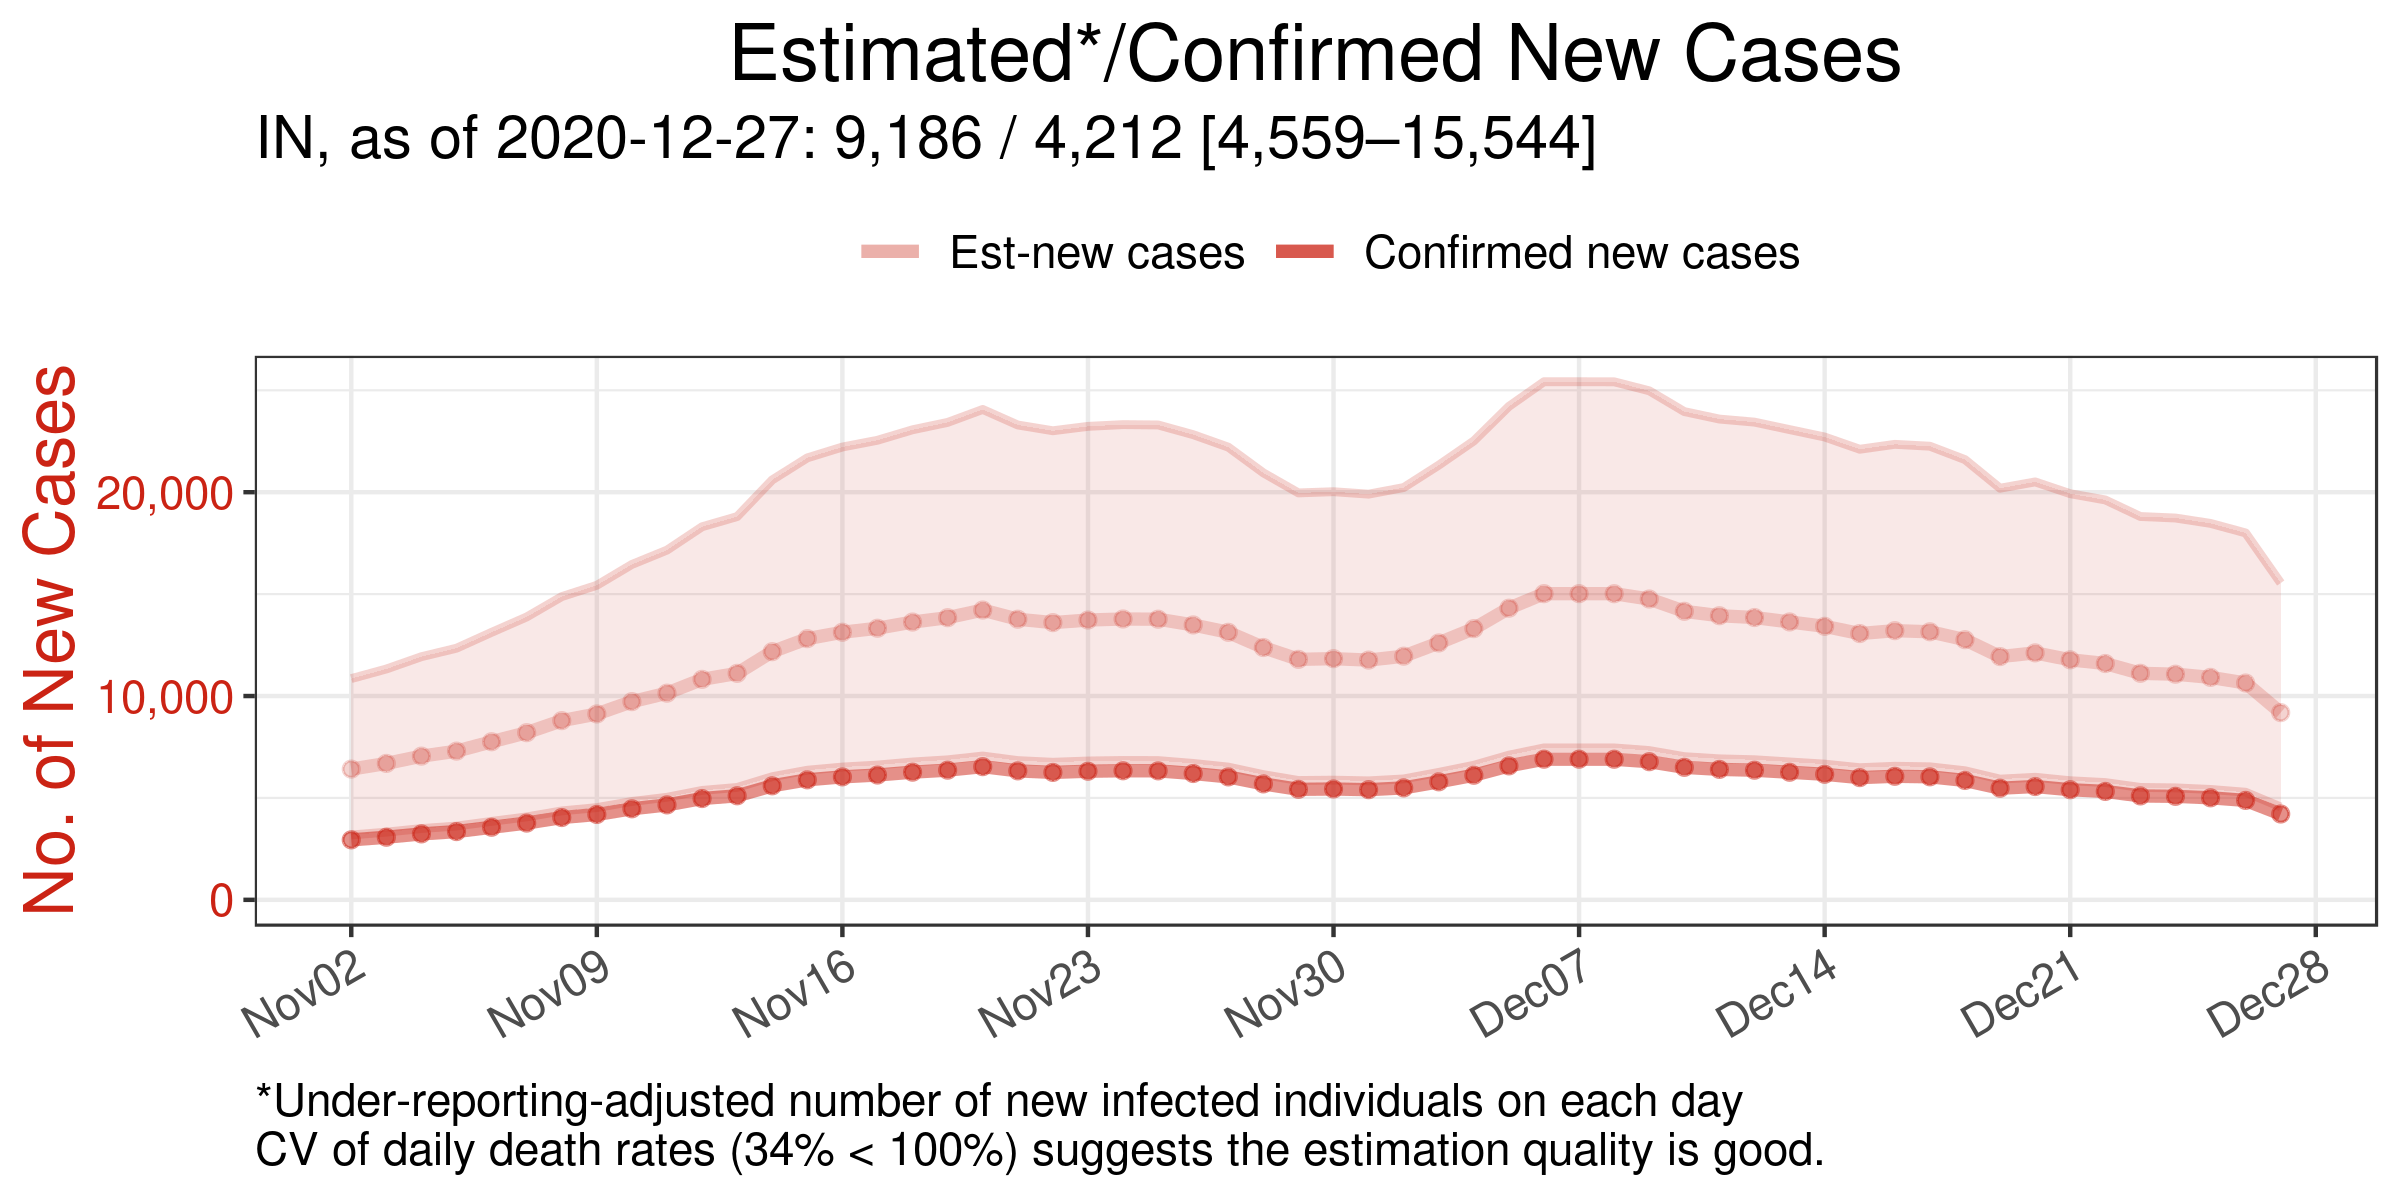 Estimated*/Confirmed New Cases
IN, as of 2020-12-27: 9,186 / 4,212 [4,559–15,544]
Est-new cases
Confirmed new cases
No. of New Cases
20,000
10,000
0
Nov02
Nov09
Nov16
Nov23
Nov30
Dec07
Dec14
Dec21
Dec28
*Under-reporting-adjusted number of new infected individuals on each day
CV of daily death rates (34% < 100%) suggests the estimation quality is good.